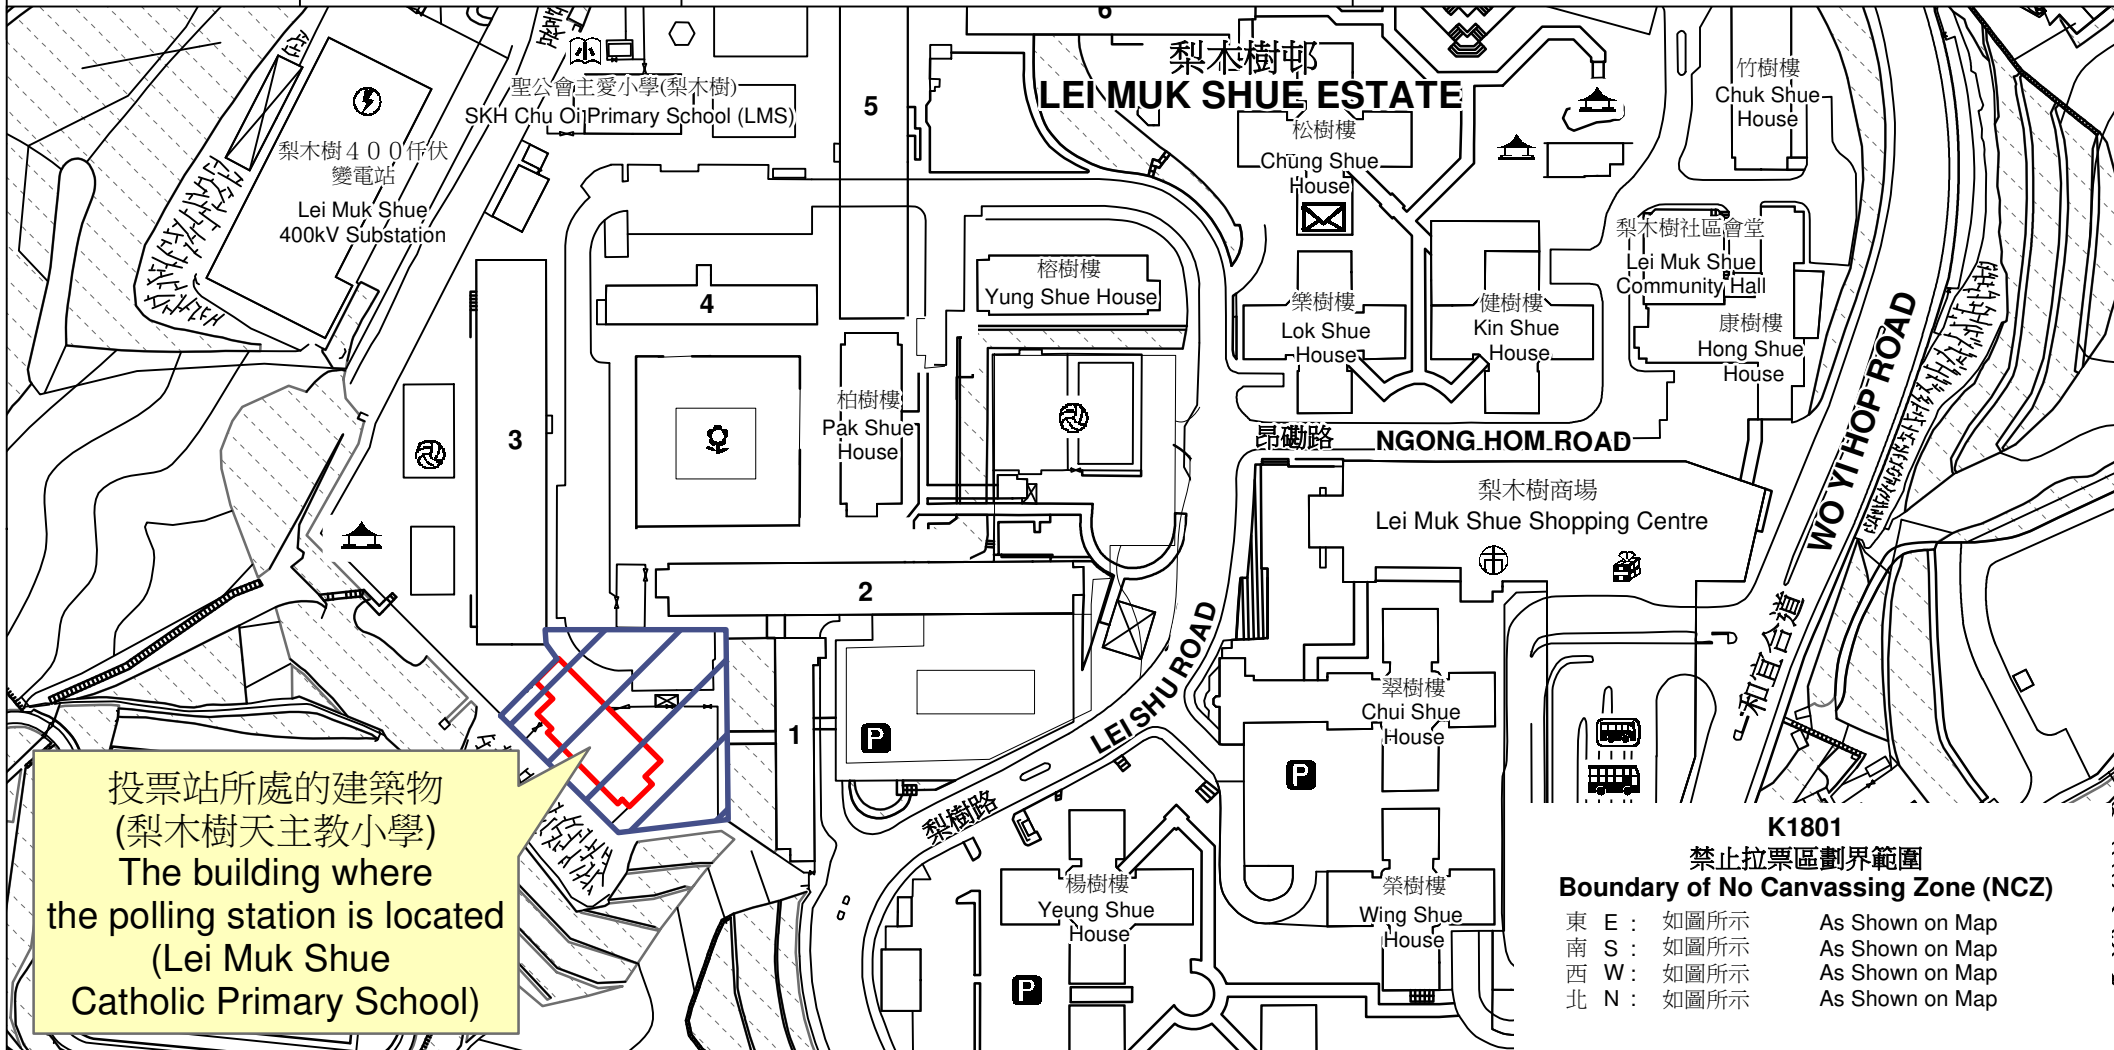 6
梨木樹邨
LEI MUK SHUE ESTATE
聖公會主愛小學(梨木樹)
SKH Chu Oi Primary School (LMS)
小
5
竹樹樓
Chuk Shue
House
松樹樓
Chung Shue
House
梨木樹４００仟伏
變電站
Lei Muk Shue
400kV Substation
梨木樹社區會堂
Lei Muk Shue
Community Hall
榕樹樓
Yung Shue House
4
樂樹樓
Lok Shue
House
健樹樓
Kin Shue
House
康樹樓
Hong Shue
House
WO YI HOP ROAD
和宜合道
3
柏樹樓
Pak Shue
House
昂磡路
NGONG HOM ROAD
梨木樹商場
Lei Muk Shue Shopping Centre
2
LEI SHU ROAD
梨樹路
1
P
翠樹樓
Chui Shue
House
P
楊樹樓
Yeung Shue
House
榮樹樓
Wing Shue
House
P
投票站所處的建築物
(梨木樹天主教小學)
The building where
the polling station is located
(Lei Muk Shue
Catholic Primary School)
K1801
禁止拉票區劃界範圍
Boundary of No Canvassing Zone (NCZ)
東 E : 如圖所示 As Shown on Map
南 S : 如圖所示 As Shown on Map
西 W : 如圖所示 As Shown on Map
北 N : 如圖所示 As Shown on Map